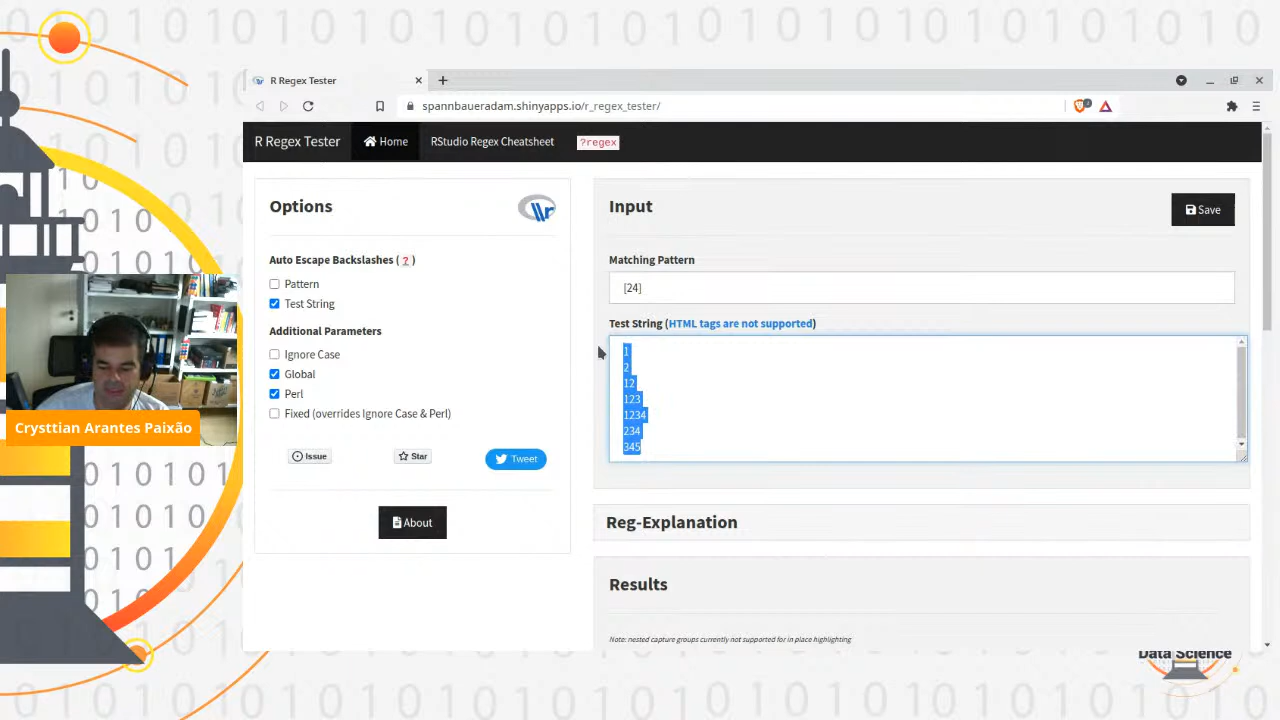 R Regex Tester
spannbaueradam.shinyapps.io/r_regex_tester/
R Regex Tester
Home
RStudio Regex Cheatsheet
?regex
Options
Auto Escape Backslashes ( ? )
Pattern
Test String
Additional Parameters
Ignore Case
Global
Perl
Fixed (overrides Ignore Case & Perl)
Issue
Star
Tweet
About
Input
Save
Matching Pattern
[24]
Test String (HTML tags are not supported)
1
2
12
123
1234
234
345
Reg-Explanation
Results
Note: nested capture groups currently not supported for in place highlighting
Crysttian Arantes Paixão
Data Science